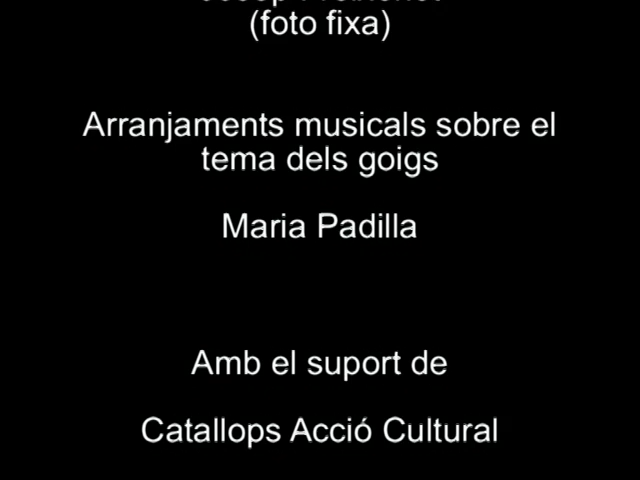 (foto fixa)
Arranjaments musicals sobre el
tema dels goigs
Maria Padilla
Amb el suport de
Catallops Acció Cultural